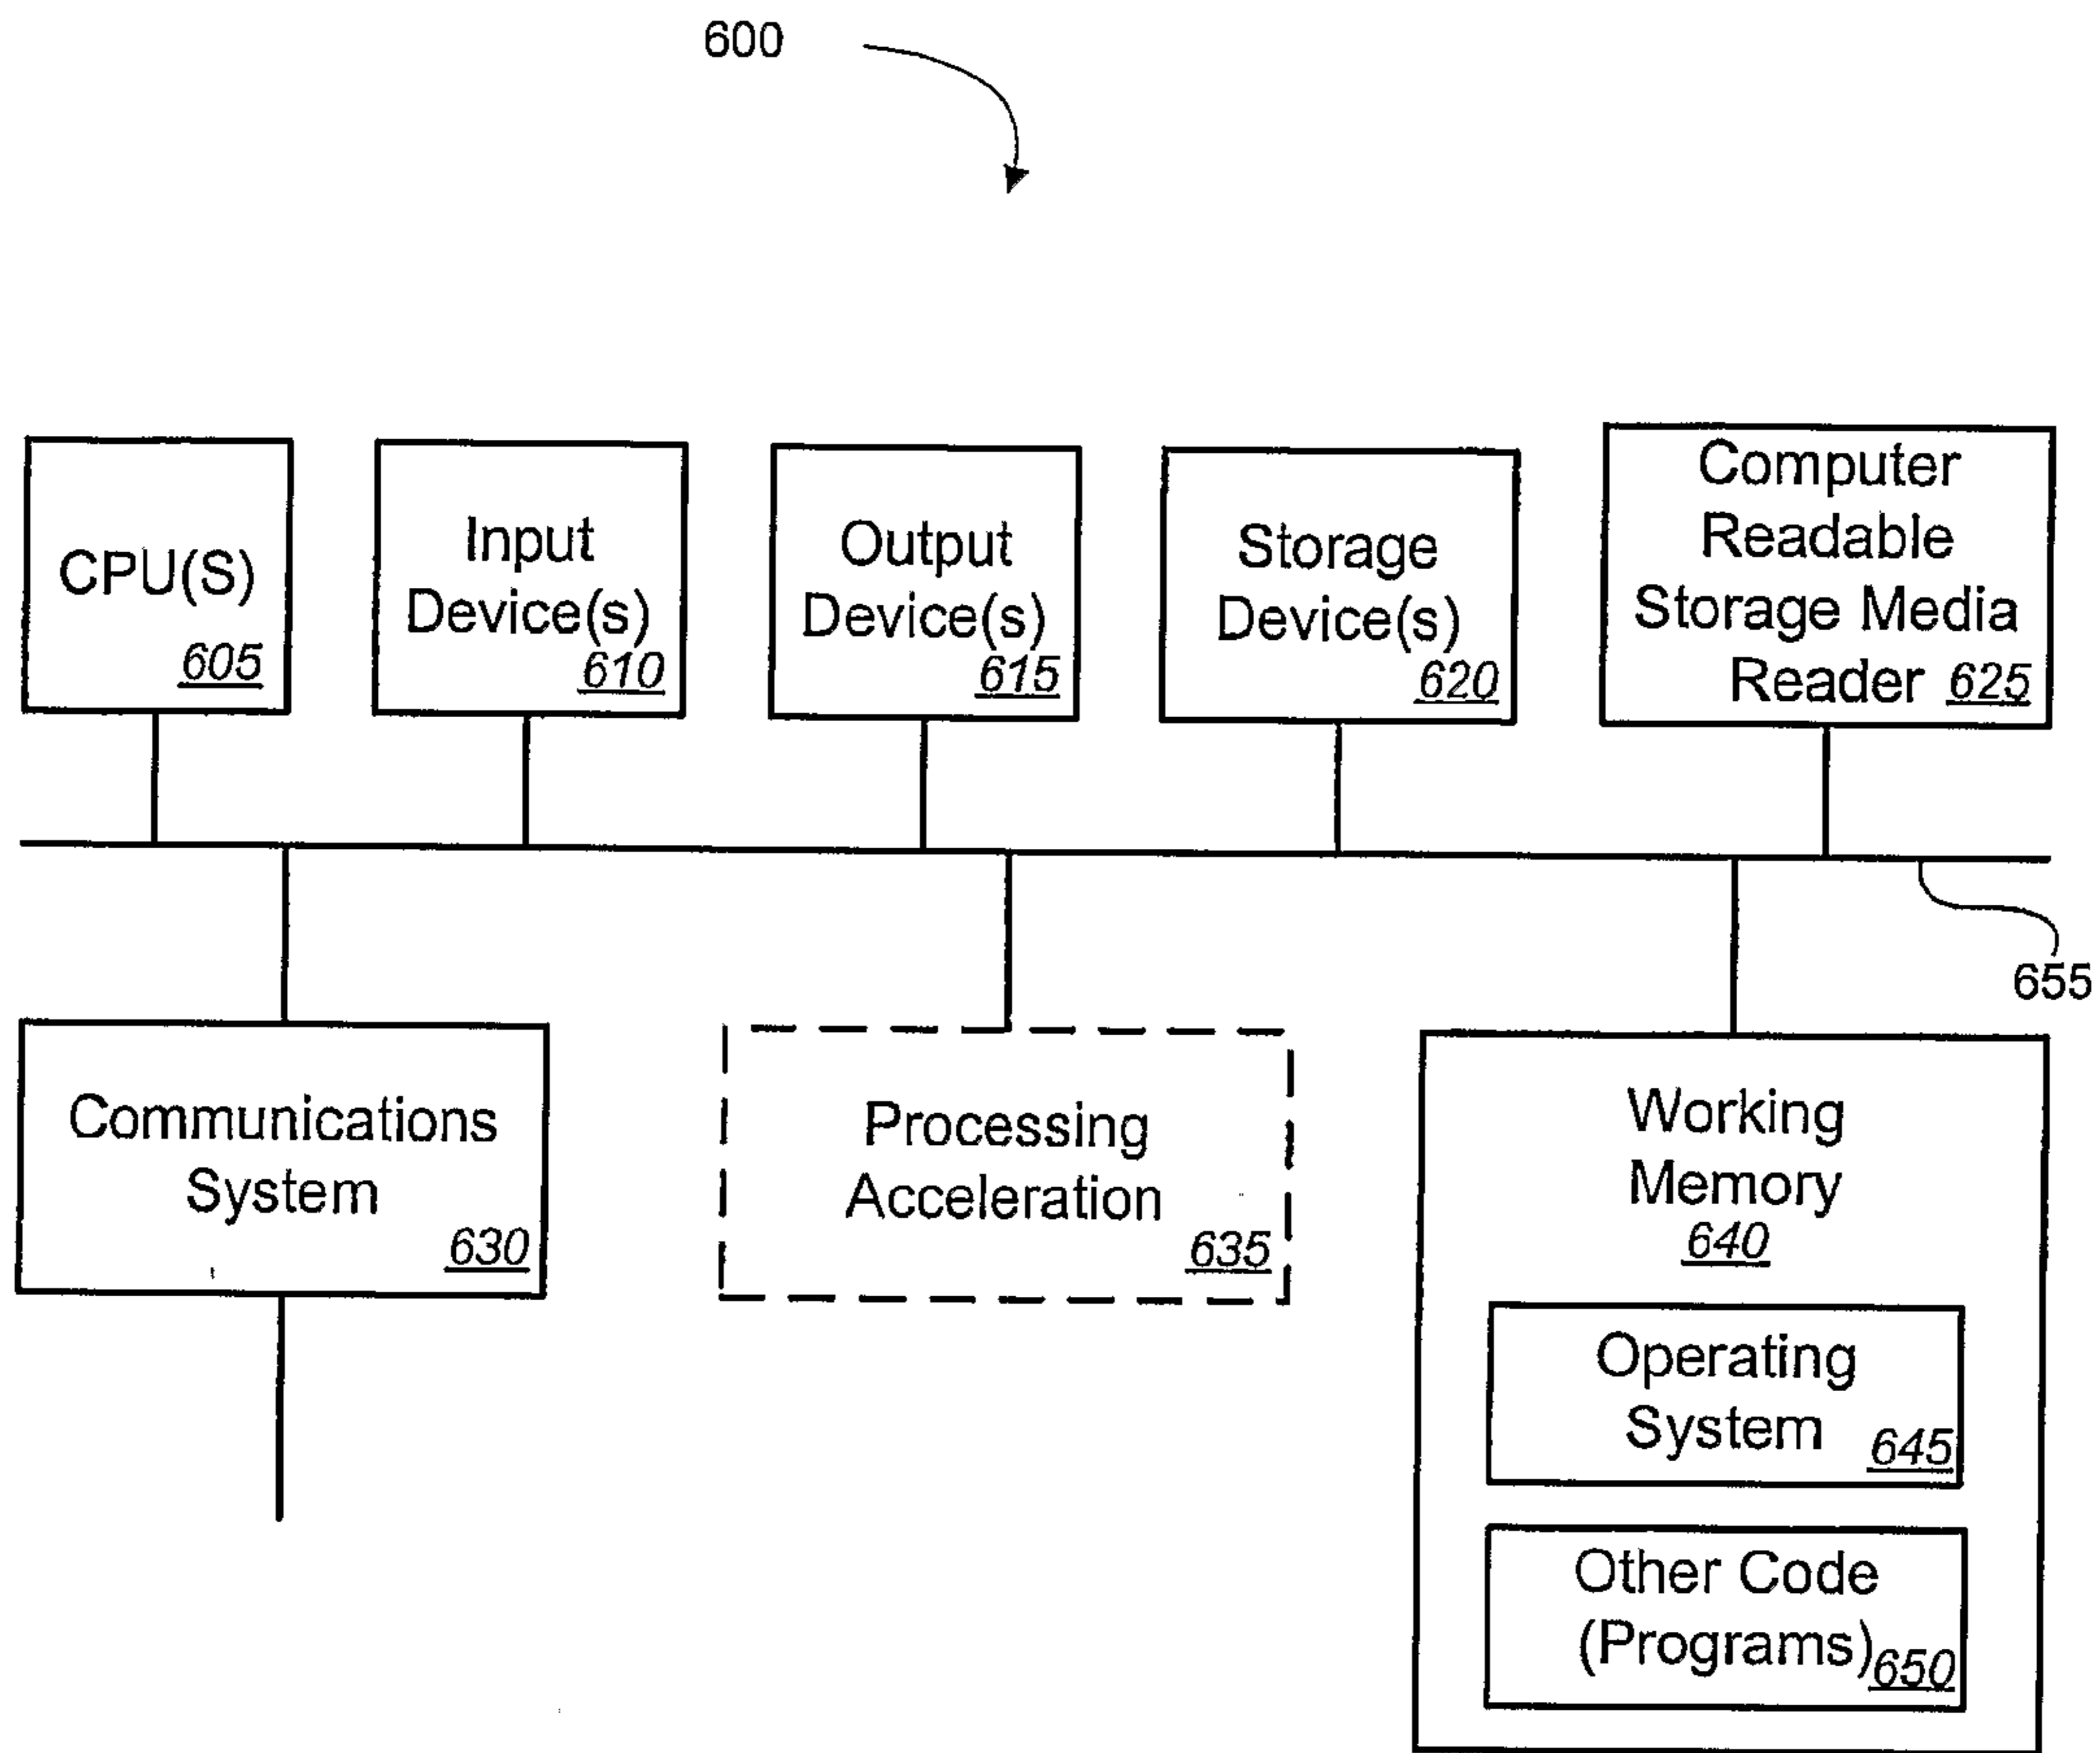 600
CPU(S)
605
Input
Device(s)
610
Output
Device(s)
615
Storage
Device(s)
620
Computer
Readable
Storage Media
Reader 625
655
Communications
System
630
Processing
Acceleration
635
Working
Memory
640
Operating
System
645
Other Code
(Programs)
650